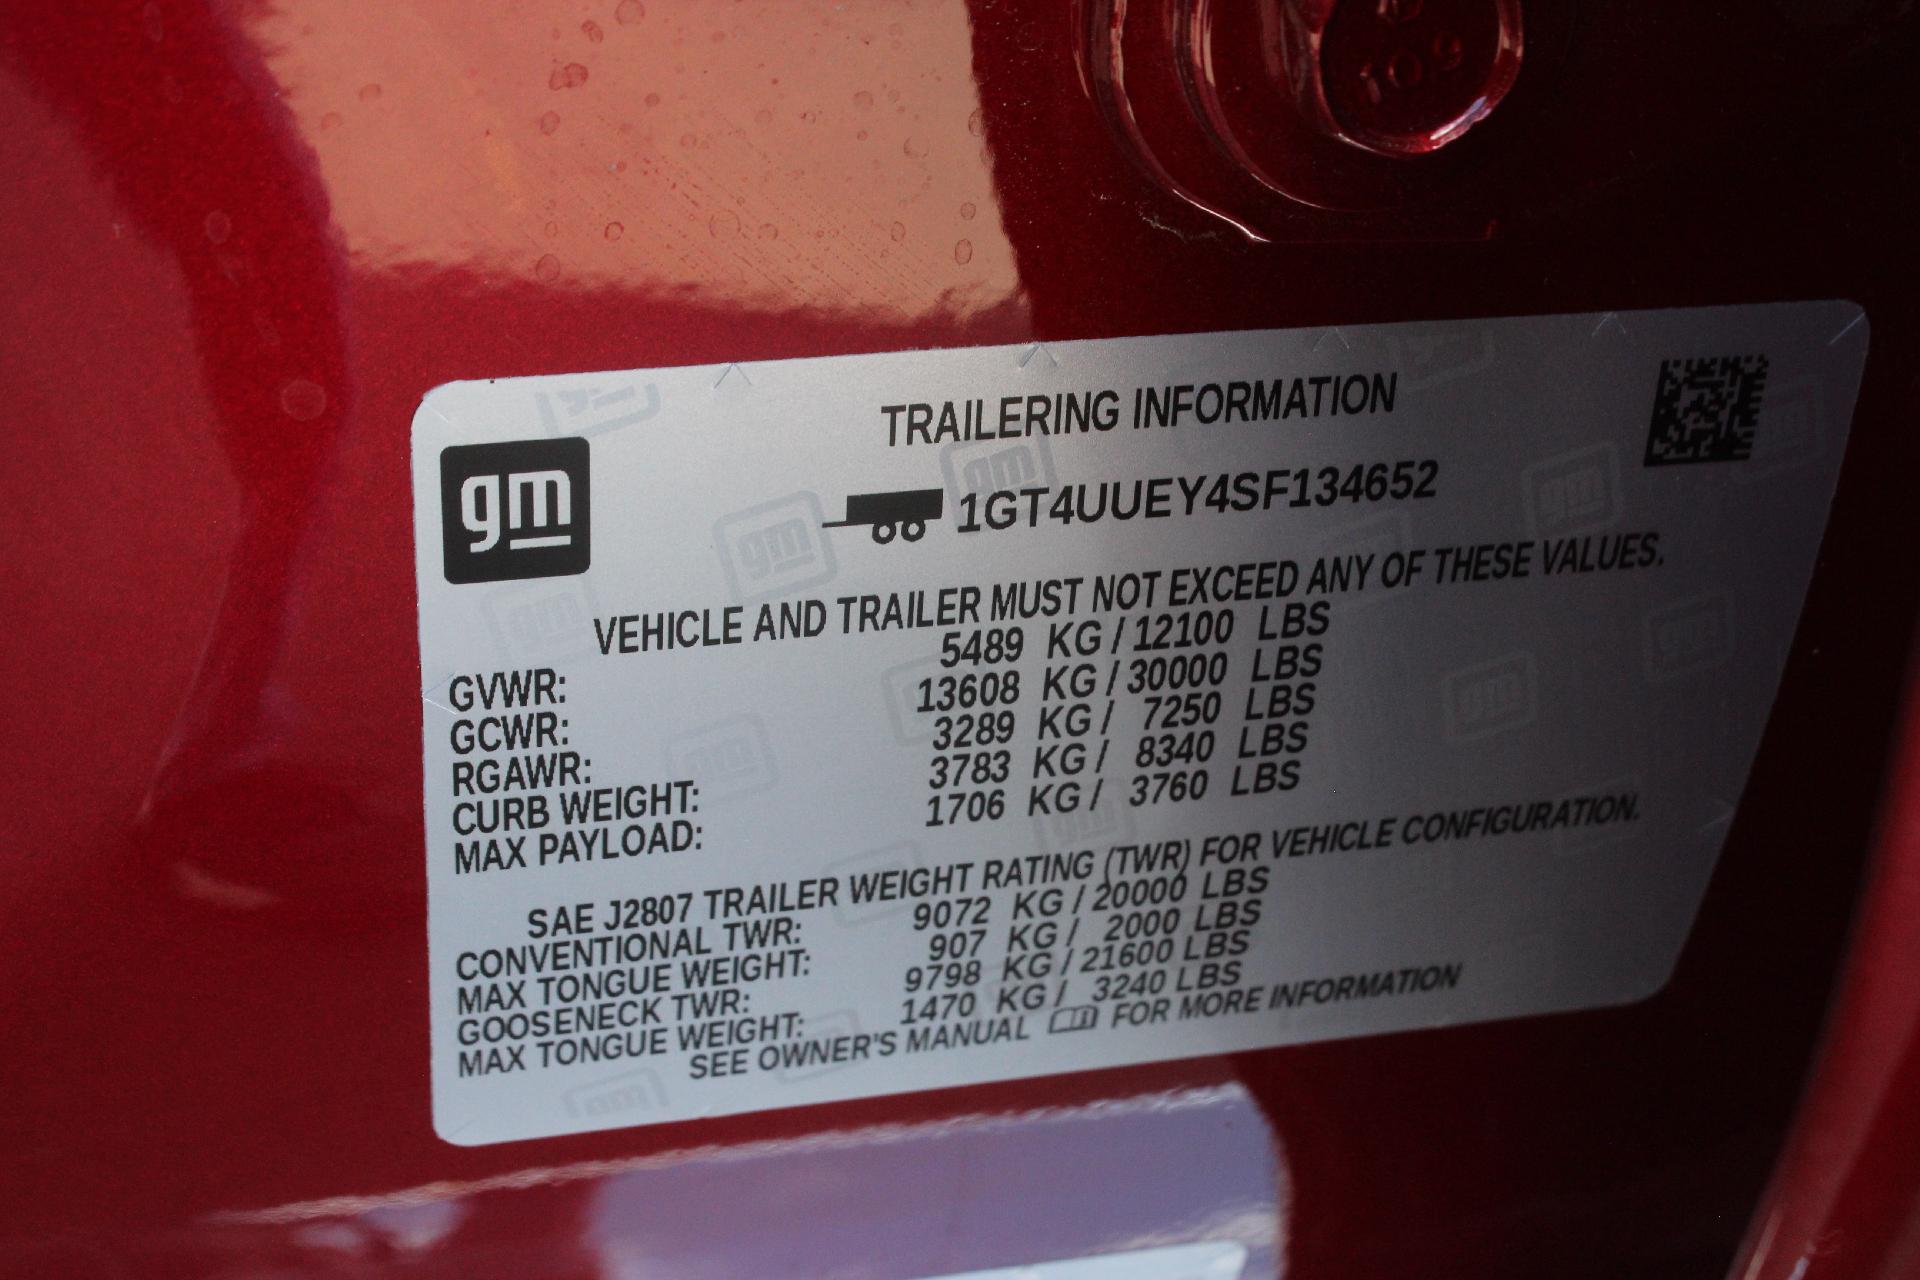 109
gm
TRAILERING INFORMATION
1GT4UUEY4SF134652
VEHICLE AND TRAILER MUST NOT EXCEED ANY OF THESE VALUES.
GVWR: 5489 KG / 12100 LBS
GCWR: 13608 KG / 30000 LBS
RGAWR: 3289 KG / 7250 LBS
CURB WEIGHT: 3783 KG / 8340 LBS
MAX PAYLOAD: 1706 KG / 3760 LBS
SAE J2807 TRAILER WEIGHT RATING (TWR) FOR VEHICLE CONFIGURATION.
CONVENTIONAL TWR: 9072 KG / 20000 LBS
MAX TONGUE WEIGHT: 907 KG / 2000 LBS
GOOSENECK TWR: 9798 KG / 21600 LBS
MAX TONGUE WEIGHT: 1470 KG / 3240 LBS
SEE OWNER'S MANUAL FOR MORE INFORMATION